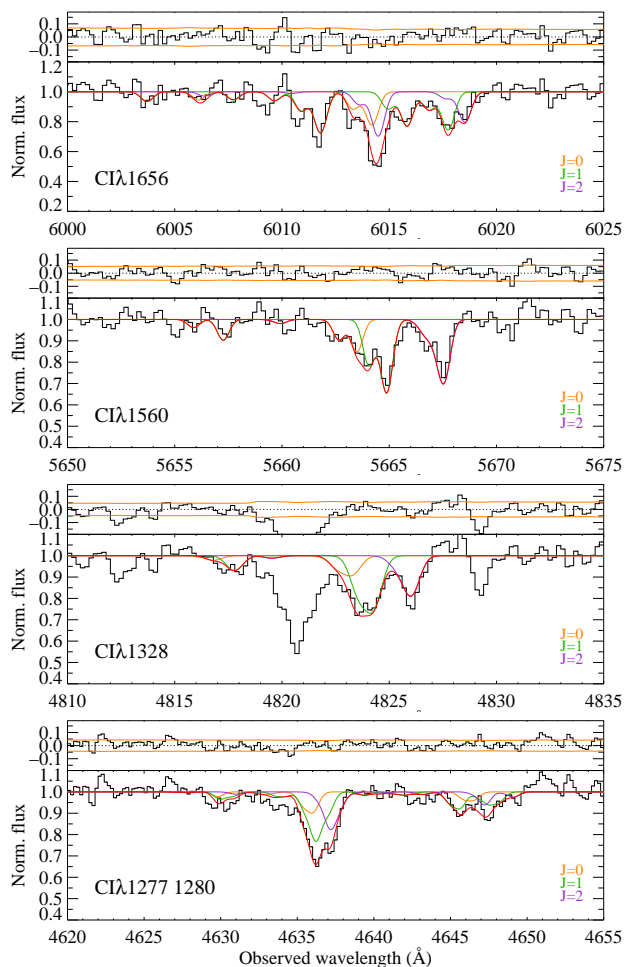 0.1
0.0
−0.1
1.2
1.0
0.8
0.6
0.4
0.2
Norm. flux
CIλ1656
J=0
J=1
J=2
6000 6005 6010 6015 6020 6025
0.1
0.0
−0.1
1.1
1.0
0.9
0.8
0.7
0.6
0.5
0.4
Norm. flux
CIλ1560
J=0
J=1
J=2
5650 5655 5660 5665 5670 5675
0.1
0.0
−0.1
1.1
1.0
0.9
0.8
0.7
0.6
0.5
0.4
Norm. flux
CIλ1328
J=0
J=1
J=2
4810 4815 4820 4825 4830 4835
0.1
0.0
−0.1
1.1
1.0
0.9
0.8
0.7
0.6
0.5
0.4
Norm. flux
CIλ1277 1280
J=0
J=1
J=2
4620 4625 4630 4635 4640 4645 4650 4655
Observed wavelength (Å)